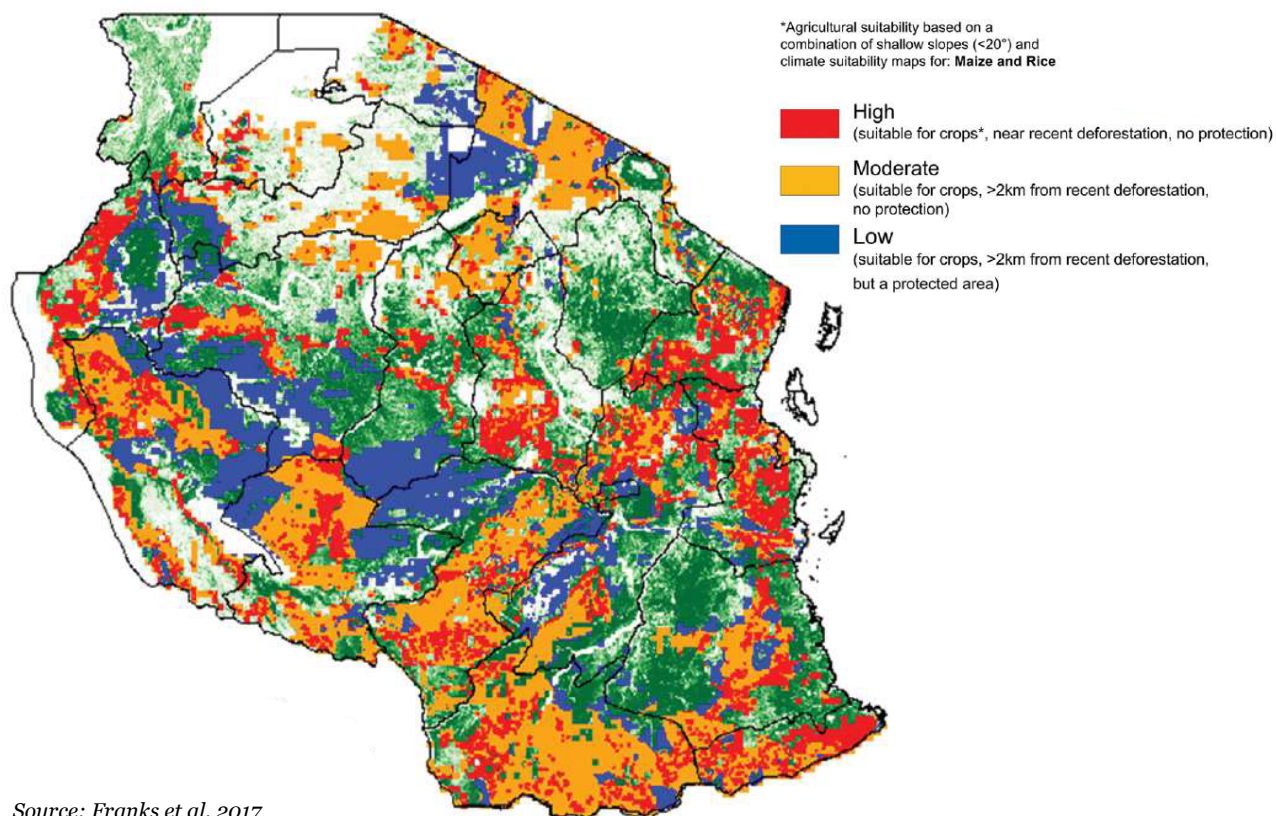 *Agricultural suitability based on a
combination of shallow slopes (<20°) and
climate suitability maps for: Maize and Rice
High
(suitable for crops*, near recent deforestation, no protection)
Moderate
(suitable for crops, >2km from recent deforestation,
no protection)
Low
(suitable for crops, >2km from recent deforestation,
but a protected area)
Source: Franks et al. 2017